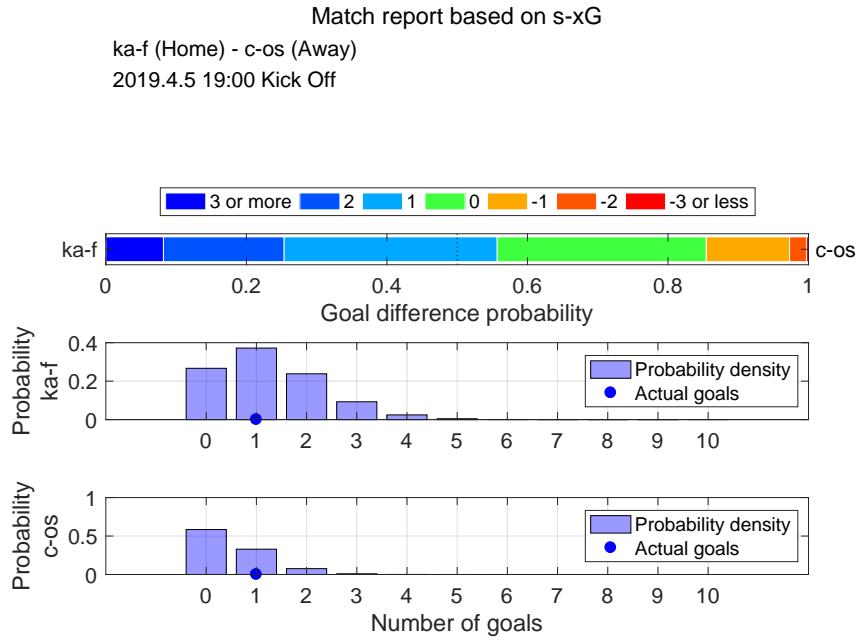 Match report based on s-xG
ka-f (Home) - c-os (Away)
2019.4.5 19:00 Kick Off
3 or more 2 1 0 -1 -2 -3 or less
ka-f c-os
0 0.2 0.4 0.6 0.8 1
Goal difference probability
Probability
ka-f
0.4
0.2
0
Probability density
Actual goals
0 1 2 3 4 5 6 7 8 9 10
Probability
c-os
1
0.5
0
Probability density
Actual goals
0 1 2 3 4 5 6 7 8 9 10
Number of goals